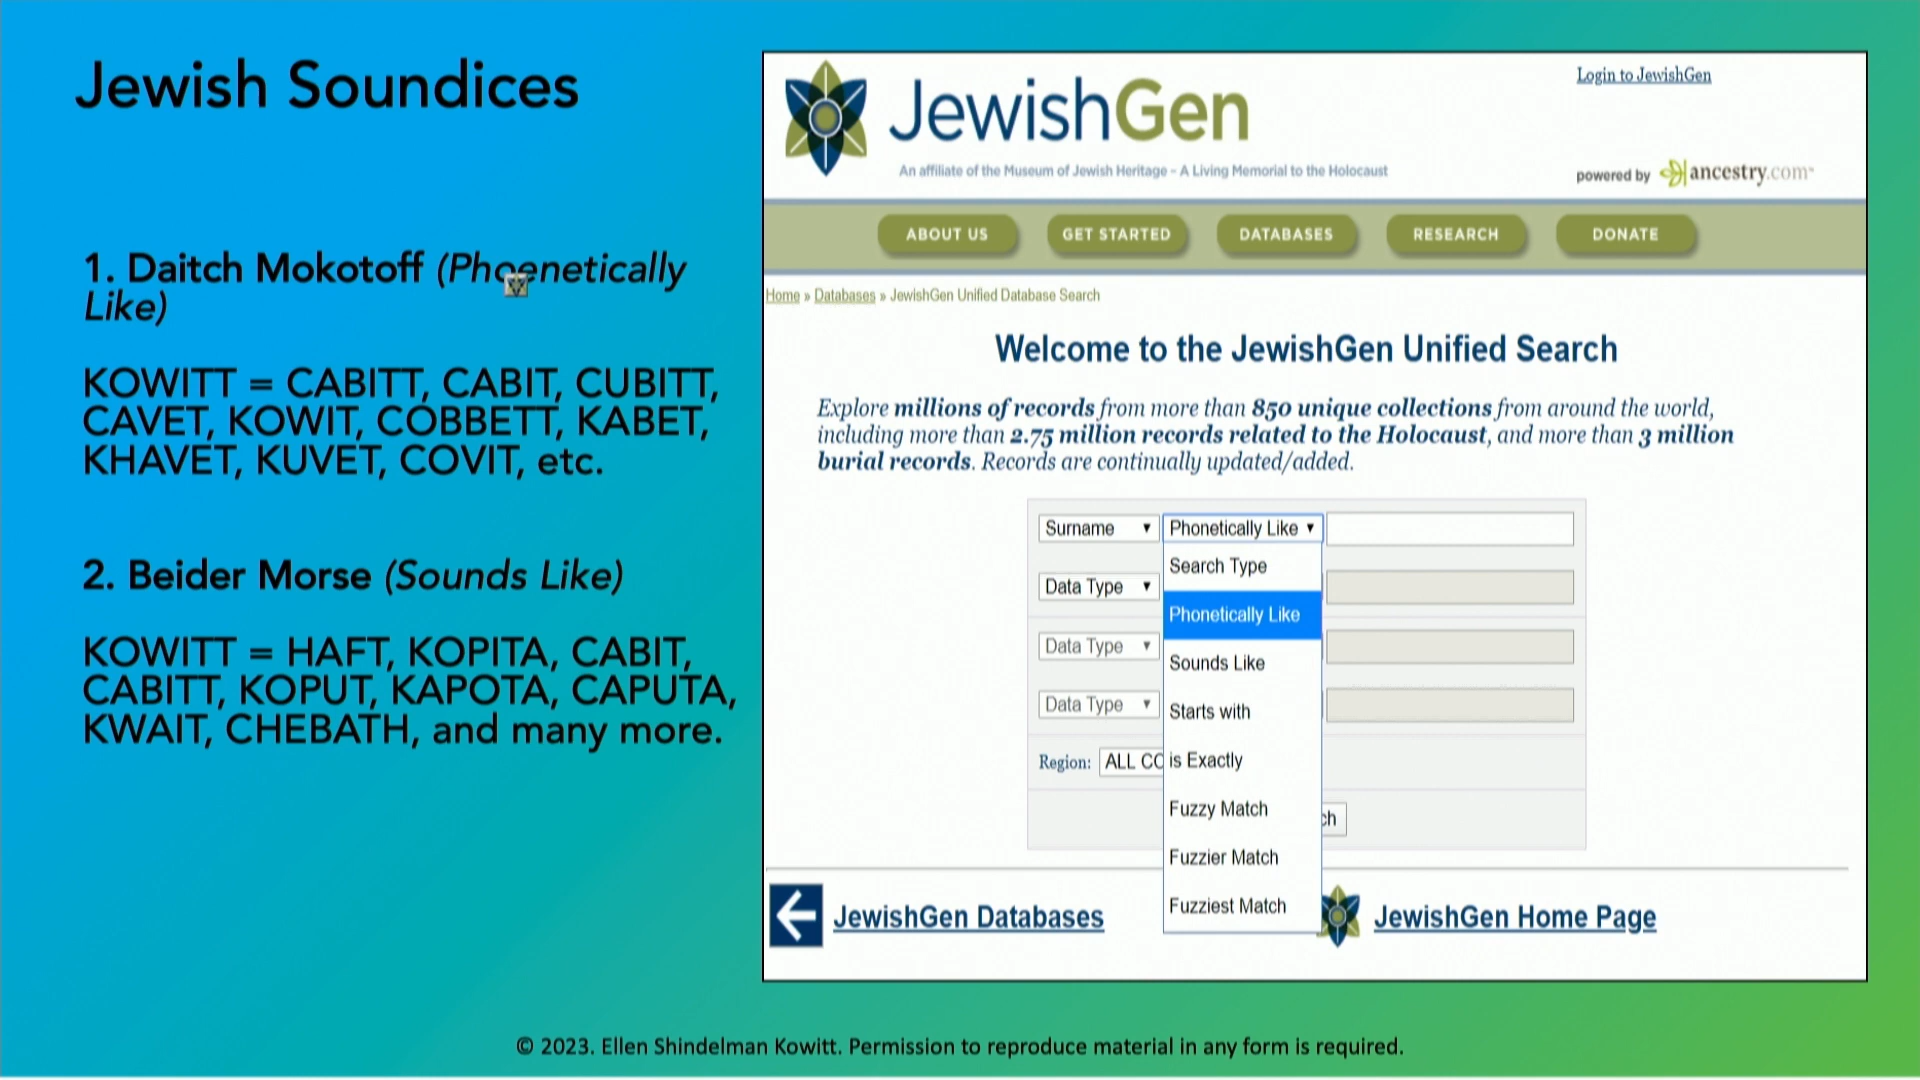 Jewish Soundices
1. Daitch Mokotoff (Phoenetically
Like)
KOWITT = CABITT, CABIT, CUBITT,
CAVET, KOWIT, COBBETT, KABET,
KHAVET, KUVET, COVIT, etc.
2. Beider Morse (Sounds Like)
KOWITT = HAFT, KOPITA, CABIT,
CABITT, KOPUT, KAPOTA, CAPUTA,
KWAIT, CHEBATH, and many more.
Login to JewishGen
JewishGen
An affiliate of the Museum of Jewish Heritage - A Living Memorial to the Holocaust
powered by ancestry.com
ABOUT US GET STARTED DATABASES RESEARCH DONATE
Home » Databases » JewishGen Unified Database Search
Welcome to the JewishGen Unified Search
Explore millions of records from more than 850 unique collections from around the world,
including more than 2.75 million records related to the Holocaust, and more than 3 million
burial records. Records are continually updated/added.
Surname Phonetically Like
Search Type
Data Type
Phonetically Like
Data Type
Sounds Like
Data Type
Starts with
Region: ALL CO
is Exactly
Fuzzy Match
ch
Fuzzier Match
Fuzziest Match
JewishGen Databases
JewishGen Home Page
© 2023. Ellen Shindelman Kowitt. Permission to reproduce material in any form is required.